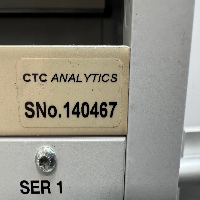 CTC ANALYTICS
SNo.140467
SER 1